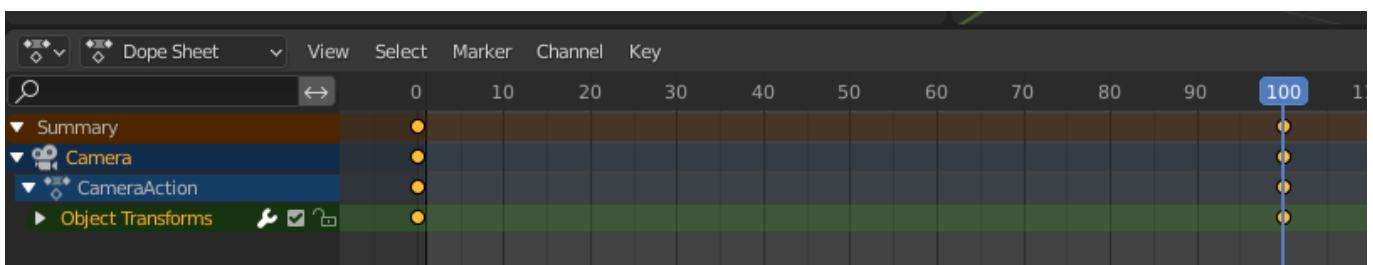 Dope Sheet View Select Marker Channel Key
0 10 20 30 40 50 60 70 80 90 100
Summary
Camera
CameraAction
Object Transforms